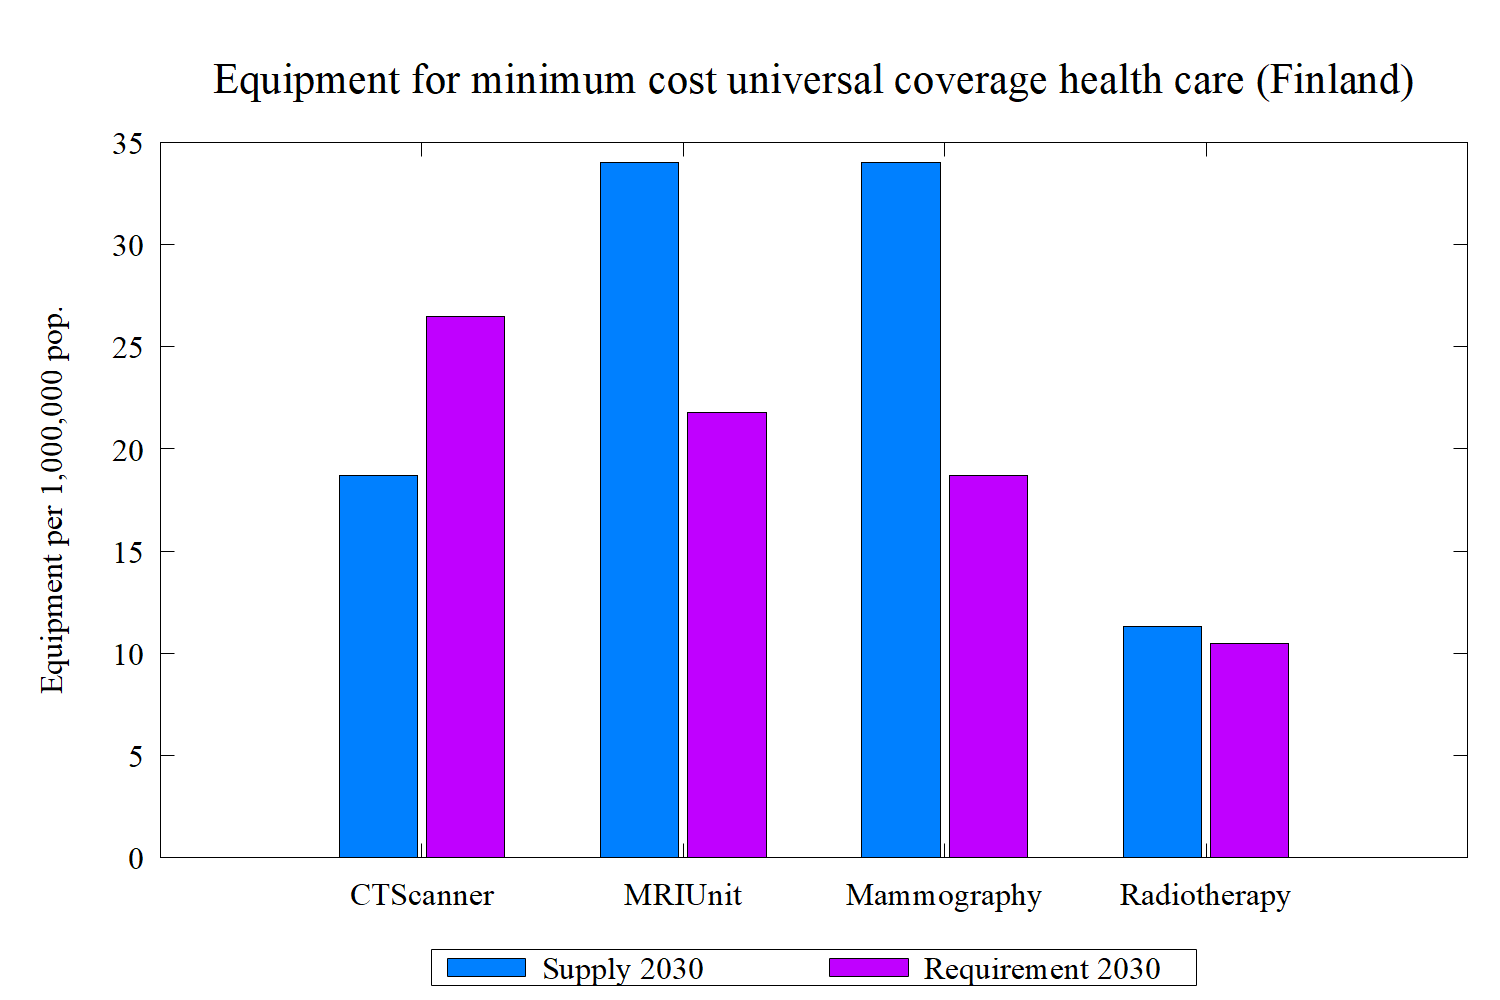 Equipment for minimum cost universal coverage health care (Finland)
Equipment per 1,000,000 pop.
35
30
25
20
15
10
5
0
CTScanner MRIUnit Mammography Radiotherapy
Supply 2030 Requirement 2030